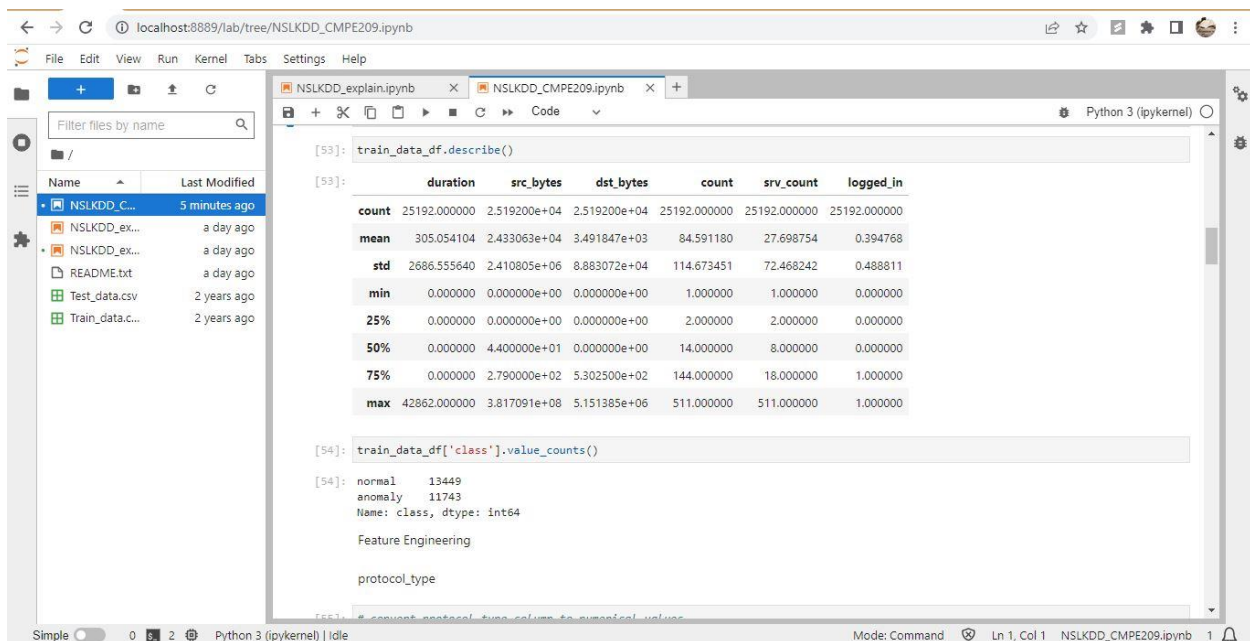 localhost:8889/lab/tree/NSLKDD_CMPE209.ipynb
File Edit View Run Kernel Tabs Settings Help
NSLKDD_explain.ipynb NSLKDD_CMPE209.ipynb
Code Python 3 (ipykernel)
Filter files by name
/
Name Last Modified
NSLKDD_C... 5 minutes ago
NSLKDD_ex... a day ago
NSLKDD_ex... a day ago
README.txt a day ago
Test_data.csv 2 years ago
Train_data.c... 2 years ago
[53]: train_data_df.describe()
[53]: duration src_bytes dst_bytes count srv_count logged_in
count 25192.000000 2.519200e+04 2.519200e+04 25192.000000 25192.000000 25192.000000
mean 305.054104 2.433063e+04 3.491847e+03 84.591180 27.698754 0.394768
std 2686.555640 2.410805e+06 8.883072e+04 114.673451 72.468242 0.488811
min 0.000000 0.000000e+00 0.000000e+00 1.000000 1.000000 0.000000
25% 0.000000 0.000000e+00 0.000000e+00 2.000000 2.000000 0.000000
50% 0.000000 4.400000e+01 0.000000e+00 14.000000 8.000000 0.000000
75% 0.000000 2.790000e+02 5.302500e+02 144.000000 18.000000 1.000000
max 42862.000000 3.817091e+08 5.151385e+06 511.000000 511.000000 1.000000
[54]: train_data_df['class'].value_counts()
[54]: normal 13449
anomaly 11743
Name: class, dtype: int64
Feature Engineering
protocol_type
[55]: # convert protocol_type column to numerical values
Simple 0 2 Python 3 (ipykernel) | Idle Mode: Command Ln 1, Col 1 NSLKDD_CMPE209.ipynb